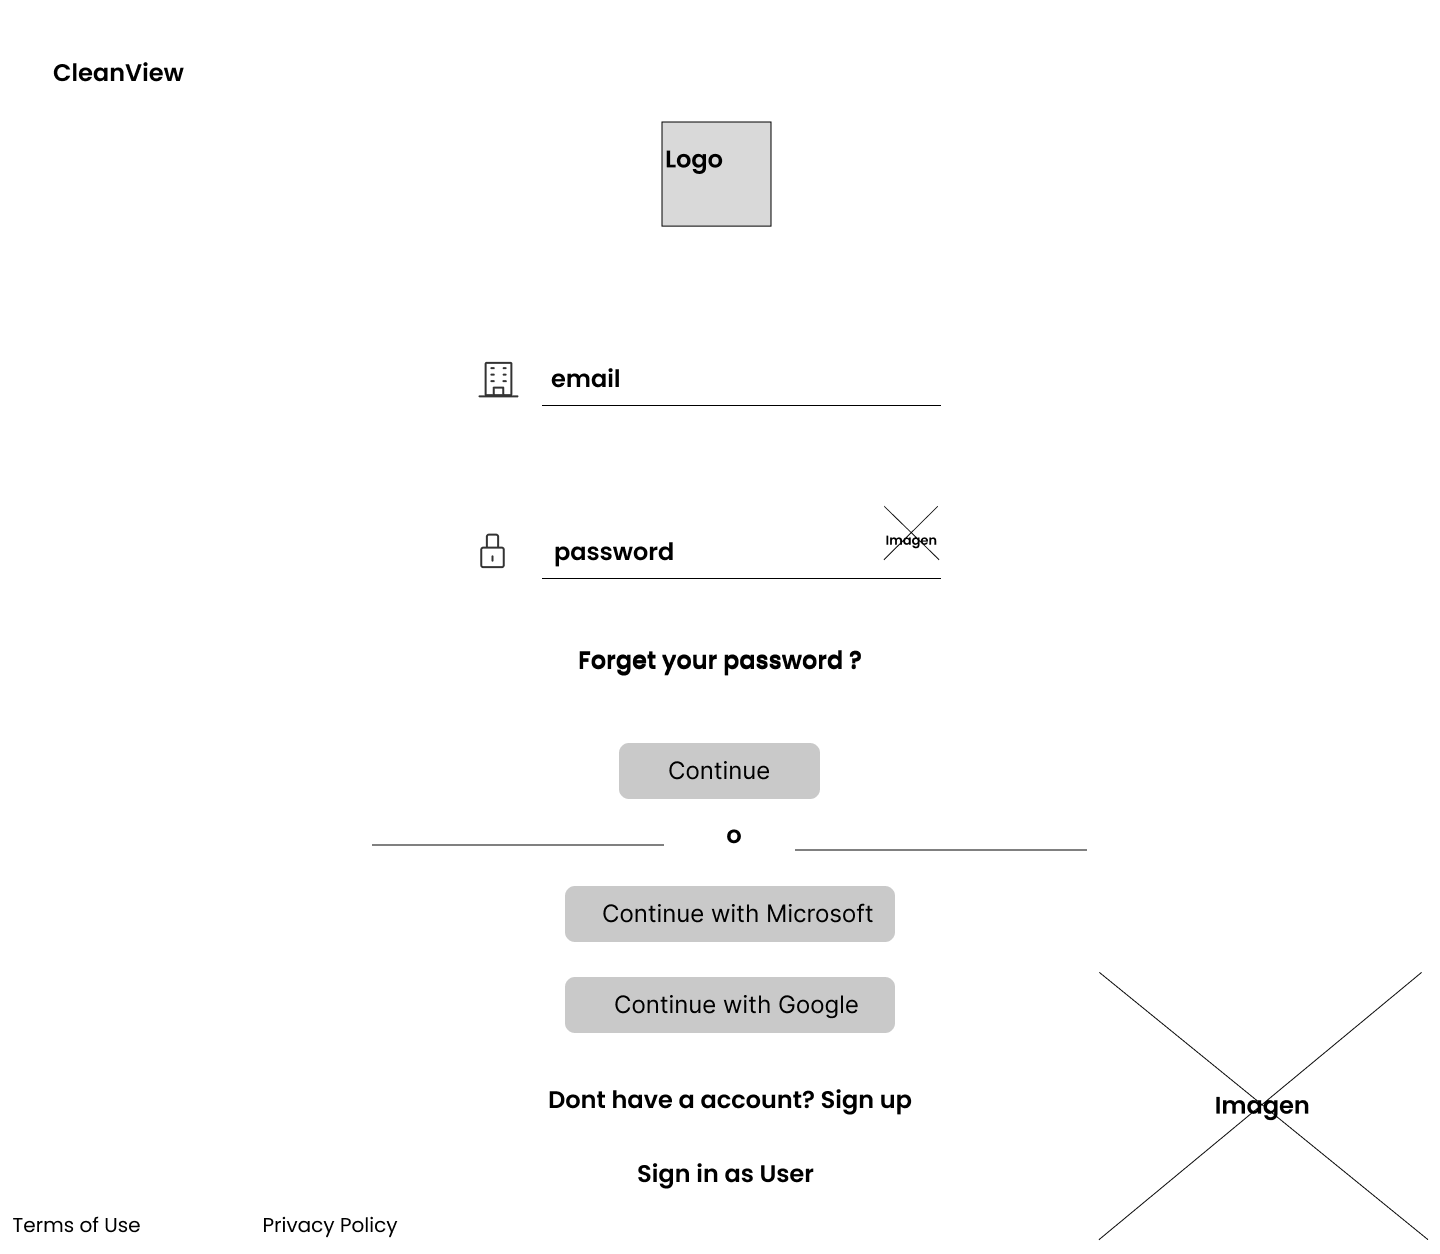 CleanView
Logo
email
password
Imagen
Forget your password ?
Continue
o
Continue with Microsoft
Continue with Google
Dont have a account? Sign up
Imagen
Sign in as User
Terms of Use
Privacy Policy